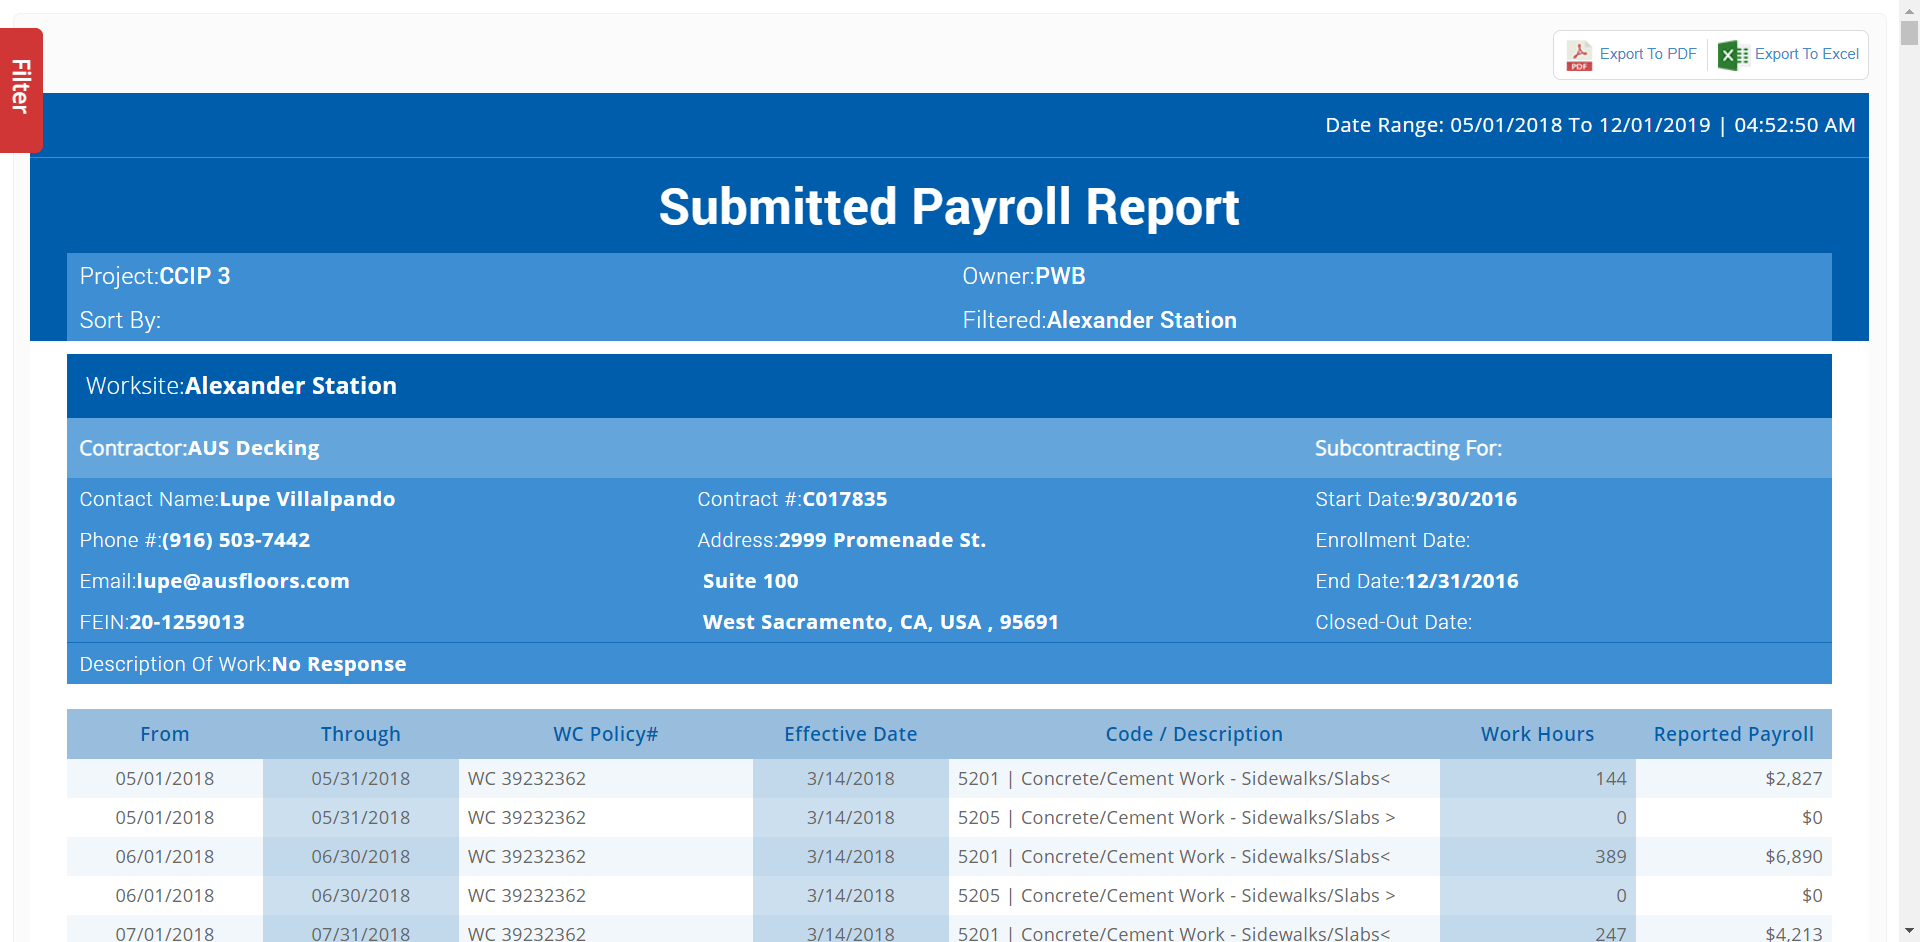 Filter
PDF Export To PDF Export To Excel
Date Range: 05/01/2018 To 12/01/2019 | 04:52:50 AM
Submitted Payroll Report
Project:CCIP 3 Owner:PWB
Sort By: Filtered:Alexander Station
Worksite:Alexander Station
Contractor:AUS Decking Subcontracting For:
Contact Name:Lupe Villalpando Contract #:C017835 Start Date:9/30/2016
Phone #:(916) 503-7442 Address:2999 Promenade St. Enrollment Date:
Email:lupe@ausfloors.com Suite 100 End Date:12/31/2016
FEIN:20-1259013 West Sacramento, CA, USA , 95691 Closed-Out Date:
Description Of Work:No Response
From Through WC Policy# Effective Date Code / Description Work Hours Reported Payroll
05/01/2018 05/31/2018 WC 39232362 3/14/2018 5201 | Concrete/Cement Work - Sidewalks/Slabs< 144 $2,827
05/01/2018 05/31/2018 WC 39232362 3/14/2018 5205 | Concrete/Cement Work - Sidewalks/Slabs > 0 $0
06/01/2018 06/30/2018 WC 39232362 3/14/2018 5201 | Concrete/Cement Work - Sidewalks/Slabs< 389 $6,890
06/01/2018 06/30/2018 WC 39232362 3/14/2018 5205 | Concrete/Cement Work - Sidewalks/Slabs > 0 $0
07/01/2018 07/31/2018 WC 39232362 3/14/2018 5201 | Concrete/Cement Work - Sidewalks/Slabs< 247 $4,213